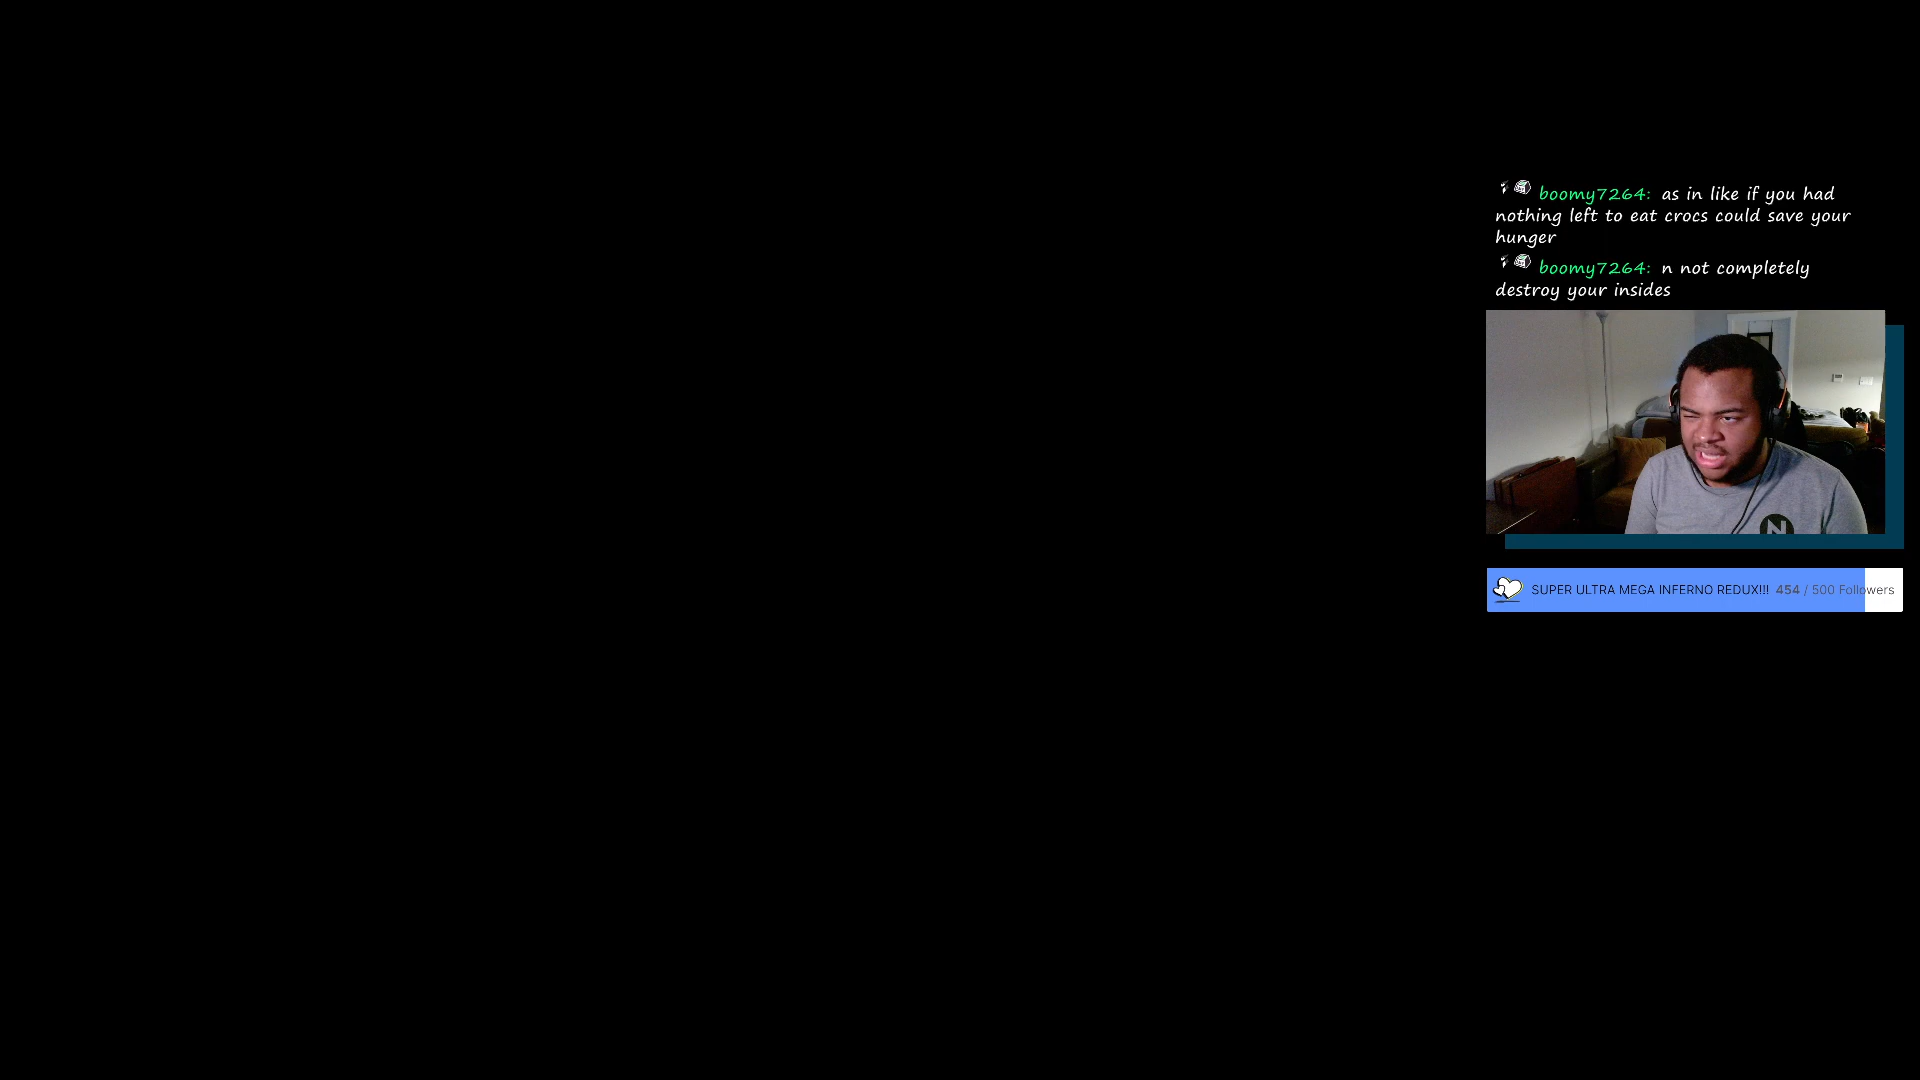 boomy7264: as in like if you had
nothing left to eat crocs could save your
hunger
boomy7264: n not completely
destroy your insides
N
SUPER ULTRA MEGA INFERNO REDUX!!! 454 / 500 Followers